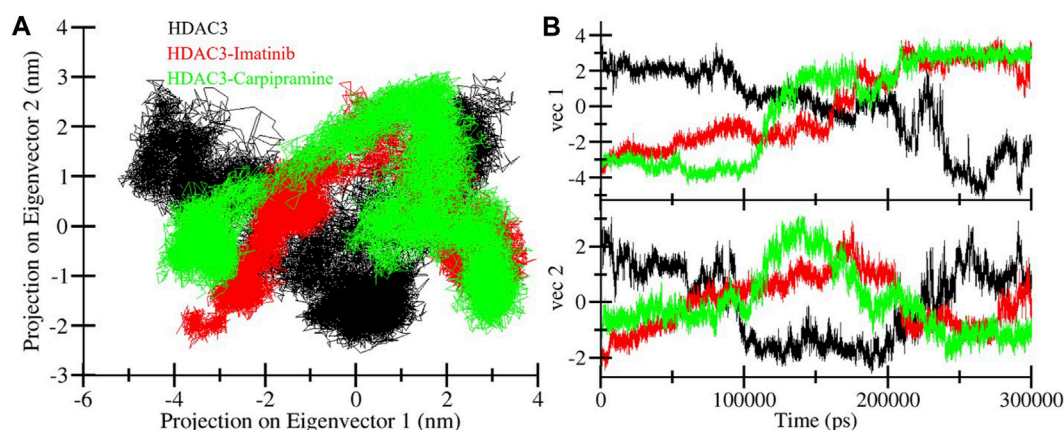 A
HDAC3
HDAC3-Imatinib
HDAC3-Carpipramine
Projection on Eigenvector 2 (nm)
4
3
2
1
0
-1
-2
-3
-6
-4
-2
0
2
4
Projection on Eigenvector 1 (nm)
B
vec 1
4
2
0
-2
-4
vec 2
2
0
-2
0
100000
200000
300000
Time (ps)